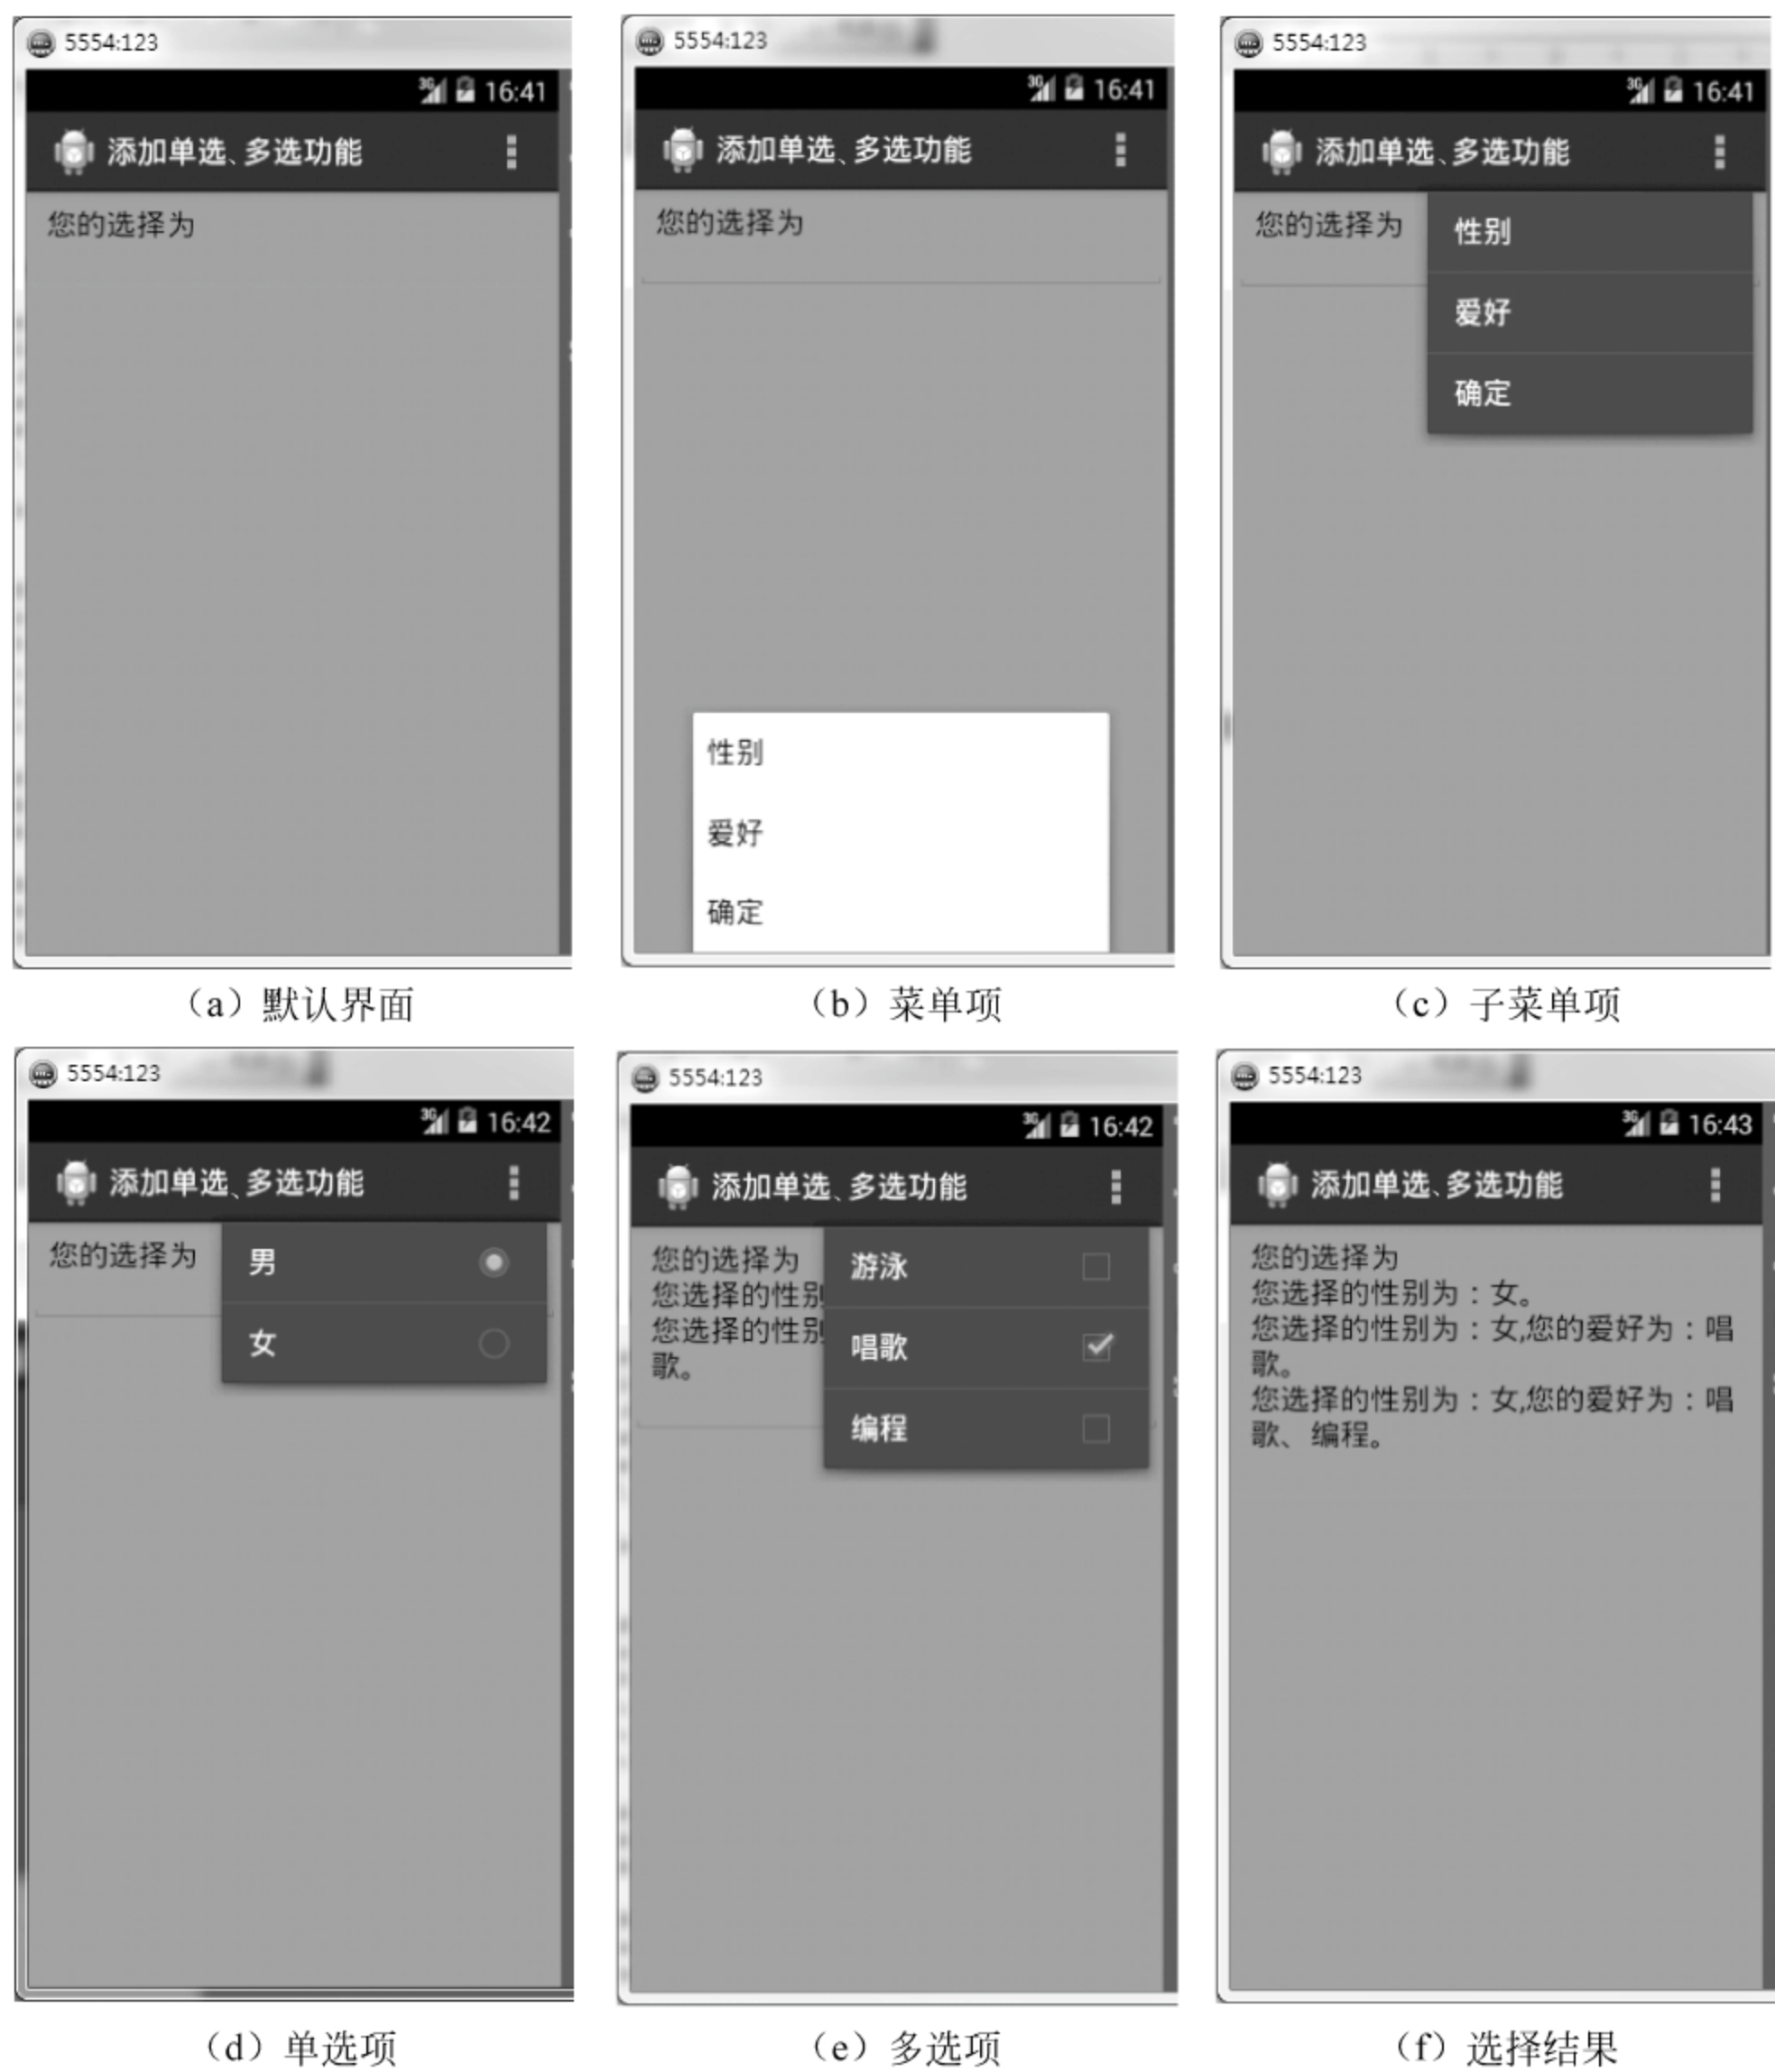 5554:123
3G 16:41
添加单选、多选功能
您的选择为
（a）默认界面
5554:123
3G 16:41
添加单选、多选功能
您的选择为
性别
爱好
确定
（b）菜单项
5554:123
3G 16:41
添加单选、多选功能
您的选择为
性别
爱好
确定
（c）子菜单项
5554:123
3G 16:42
添加单选、多选功能
您的选择为
男
女
（d）单选项
5554:123
3G 16:42
添加单选、多选功能
您的选择为
您选择的性别
您选择的性别
歌。
游泳
唱歌
编程
（e）多选项
5554:123
3G 16:43
添加单选、多选功能
您的选择为
您选择的性别为：女。
您选择的性别为：女,您的爱好为：唱
歌。
您选择的性别为：女,您的爱好为：唱
歌、编程。
（f）选择结果